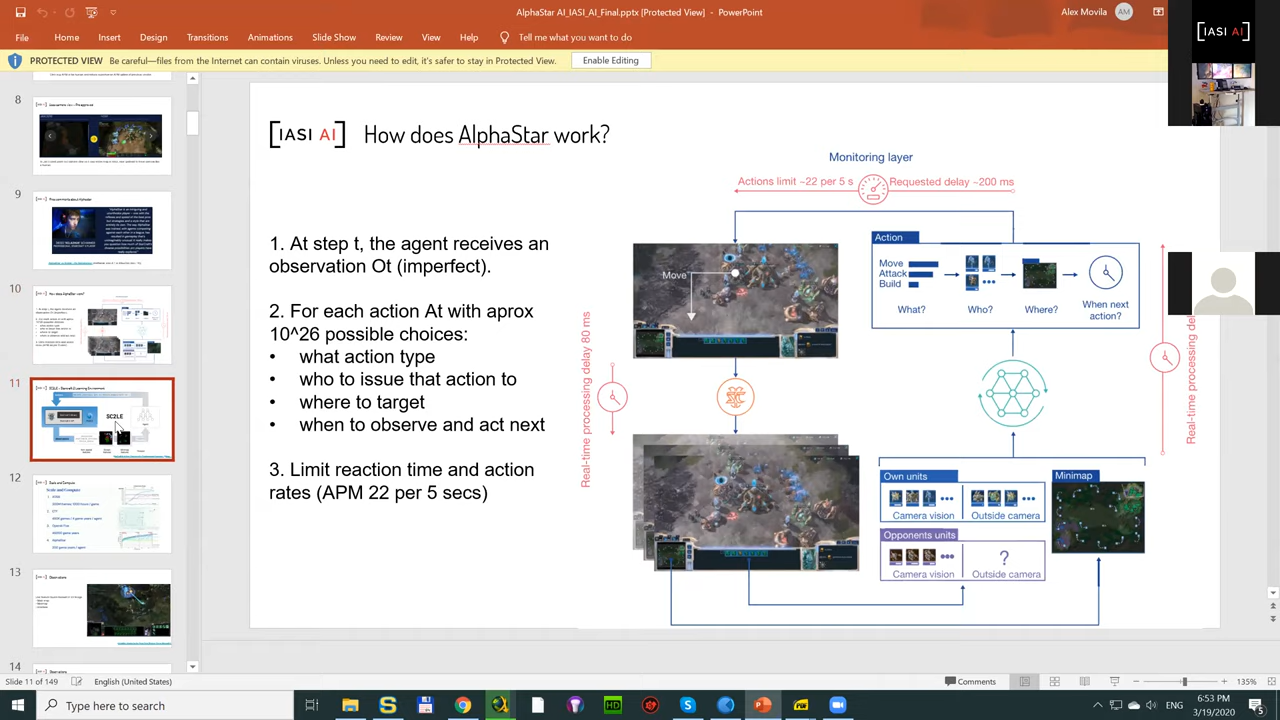 AlphaStar AI_IASI_AI_Final.pptx [Protected View] - PowerPoint
Alex Movila
AM
File
Home
Insert
Design
Transitions
Animations
Slide Show
Review
View
Help
Tell me what you want to do
PROTECTED VIEW
Be careful—files from the Internet can contain viruses. Unless you need to edit, it's safer to stay in Protected View.
Enable Editing
[IASI AI]
8
9
10
11
12
13
14
SC2LE
[IASI AI] How does AlphaStar work?
1. At step t, the agent receives an
observation Ot (imperfect).
2. For each action At with aprox
10^26 possible choices:
• what action type
• who to issue that action to
• where to target
• when to observe and act next
3. Limit reaction time and action
rates (APM 22 per 5 secs)
Monitoring layer
Actions limit ~22 per 5 s
Requested delay ~200 ms
Move
Real-time processing delay 80 ms
Action
Move
Attack
Build
What?
Who?
Where?
When next
action?
Real-time processing del
Own units
Camera vision
Outside camera
Opponents units
?
Camera vision
Outside camera
Minimap
Slide 11 of 149
English (United States)
Comments
135%
Type here to search
6:53 PM
3/19/2020
5